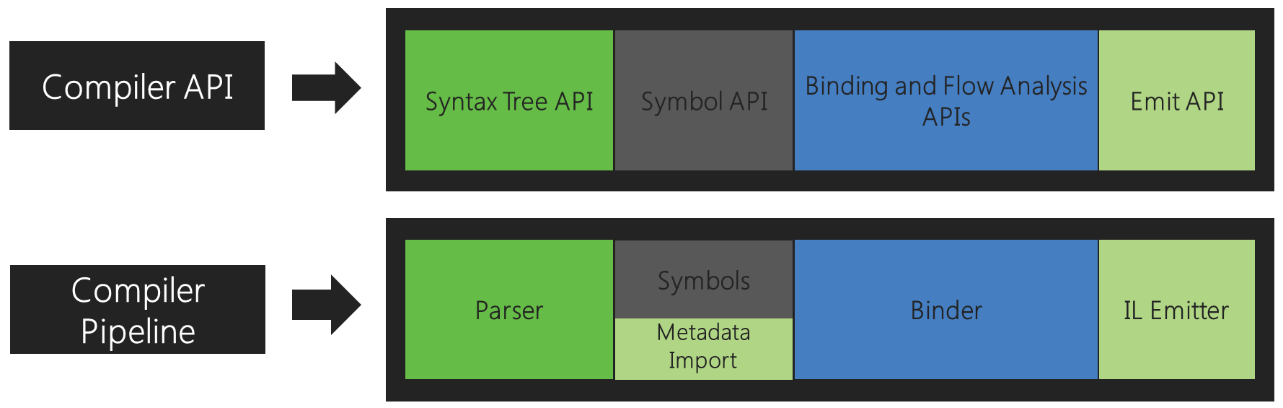 Compiler API
Syntax Tree API
Symbol API
Binding and Flow Analysis
APIs
Emit API
Compiler
Pipeline
Parser
Symbols
Metadata
Import
Binder
IL Emitter